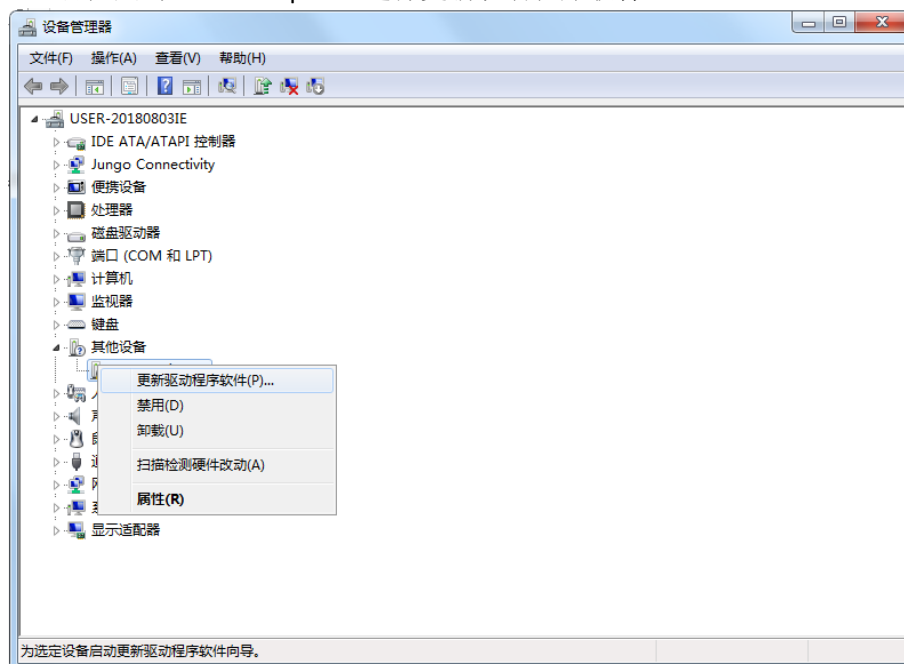 设备管理器
文件(F) 操作(A) 查看(V) 帮助(H)
USER-20180803IE
IDE ATA/ATAPI 控制器
Jungo Connectivity
便携设备
处理器
磁盘驱动器
端口 (COM 和 LPT)
计算机
监视器
键盘
其他设备
更新驱动程序软件(P)...
禁用(D)
卸载(U)
扫描检测硬件改动(A)
属性(R)
显示适配器
为选定设备启动更新驱动程序软件向导。